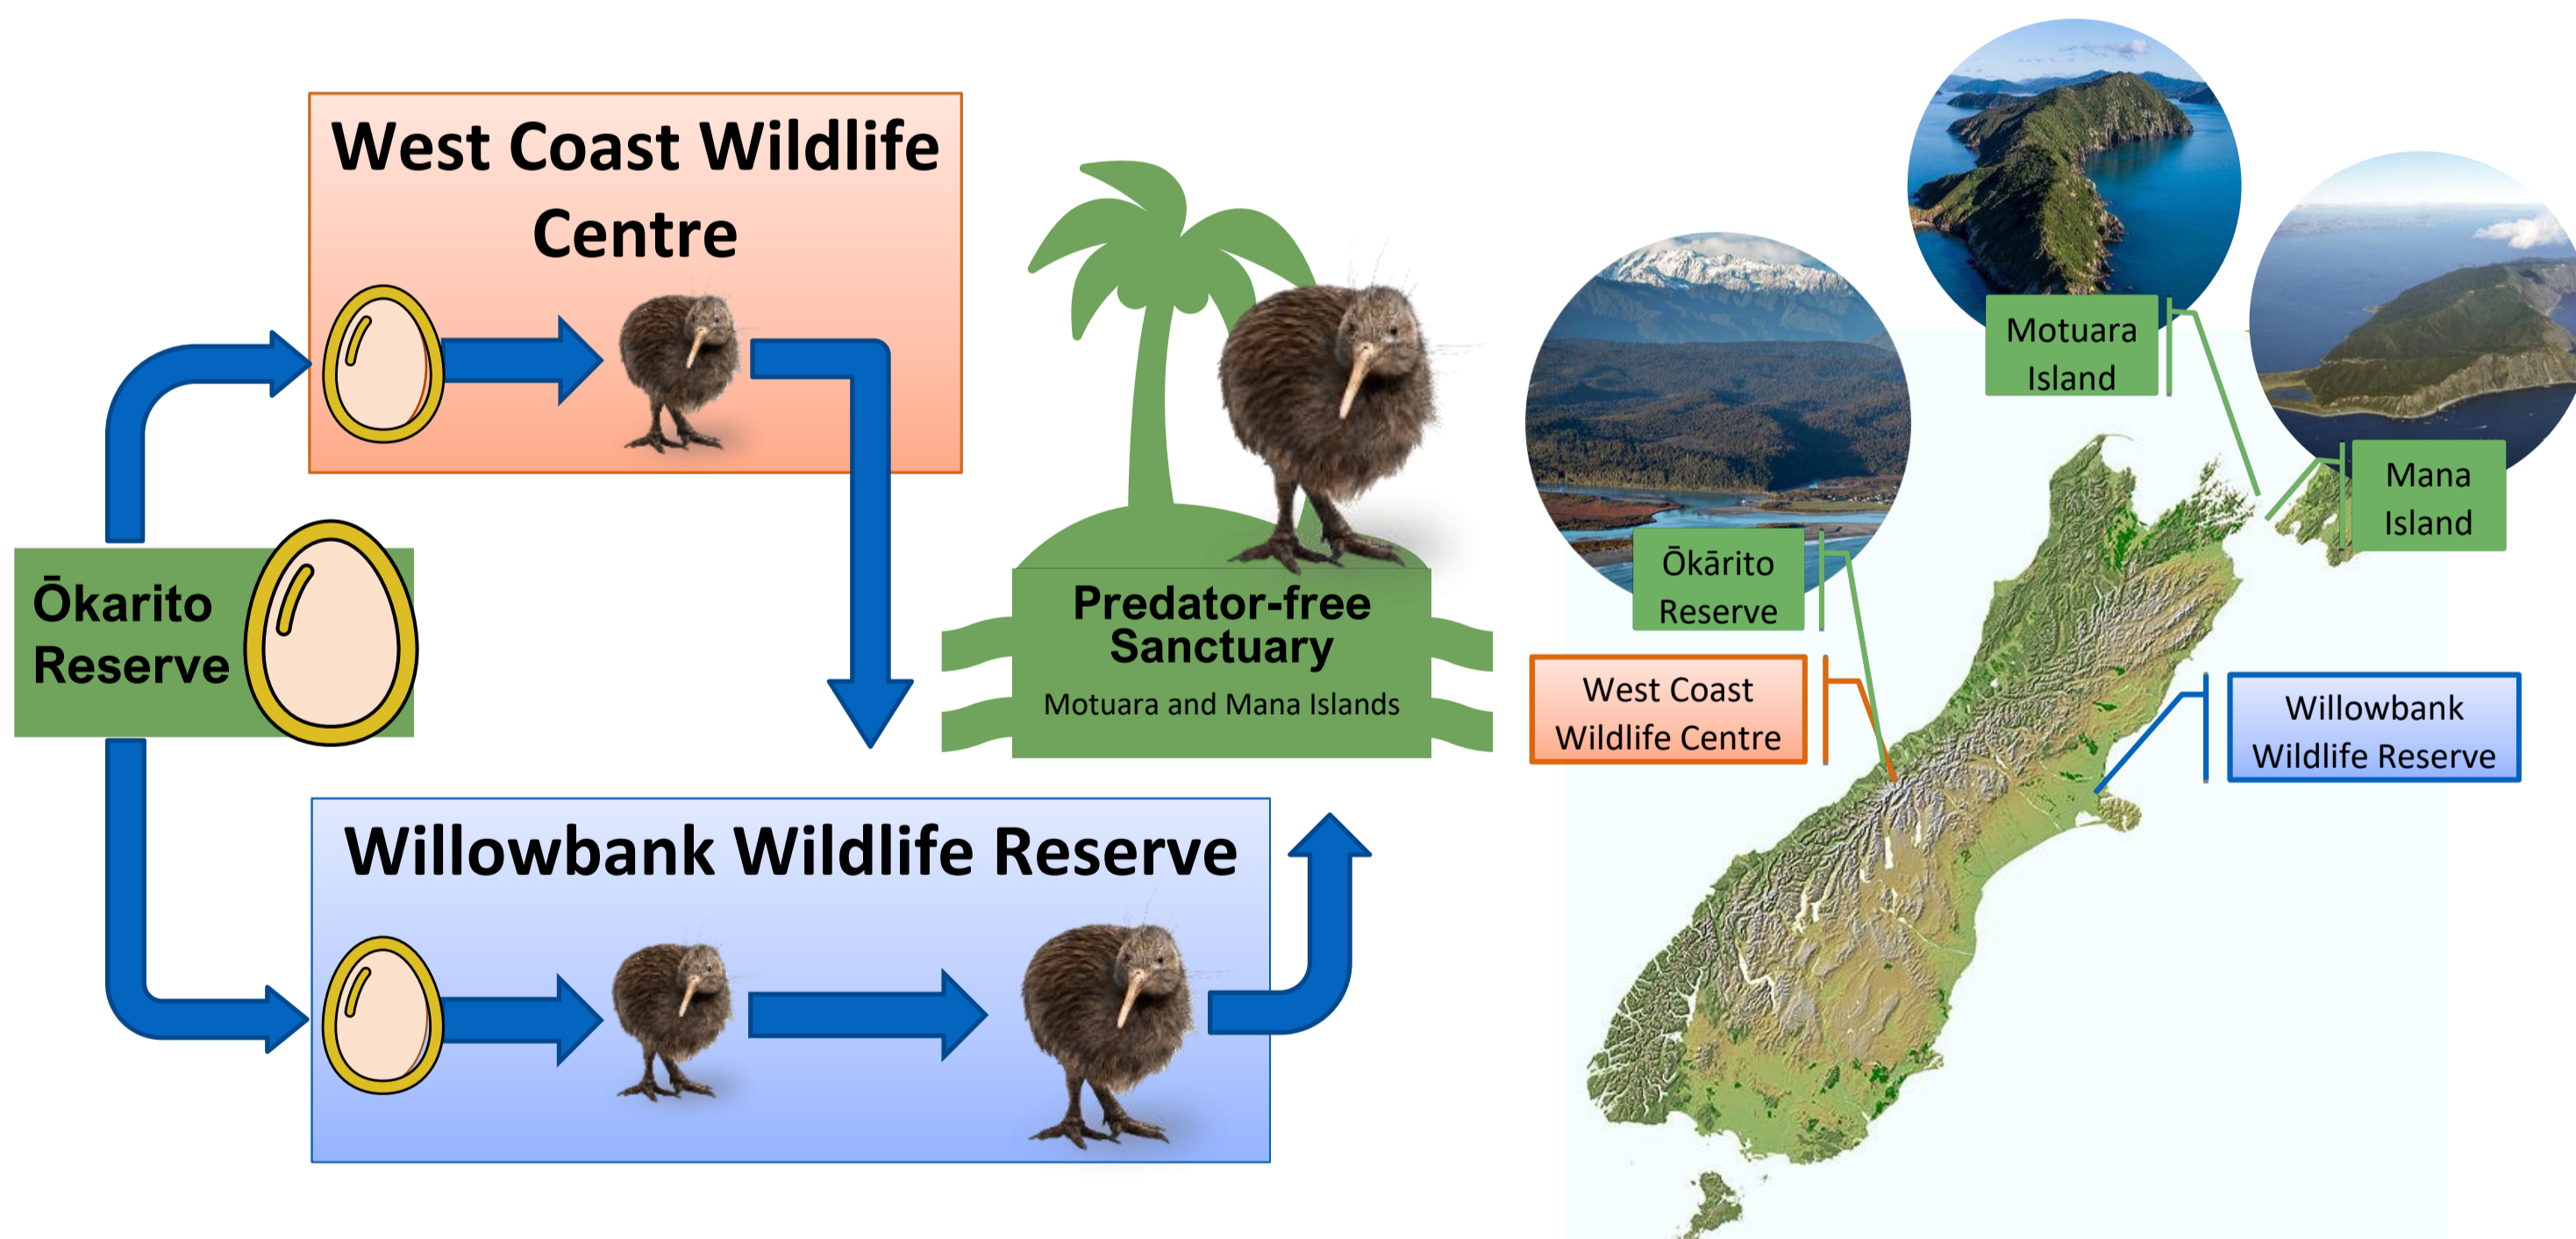 West Coast Wildlife
Centre
Ōkarito
Reserve
Predator-free
Sanctuary
Motuara and Mana Islands
Willowbank Wildlife Reserve
Motuara
Island
Mana
Island
Ōkārito
Reserve
West Coast
Wildlife Centre
Willowbank
Wildlife Reserve